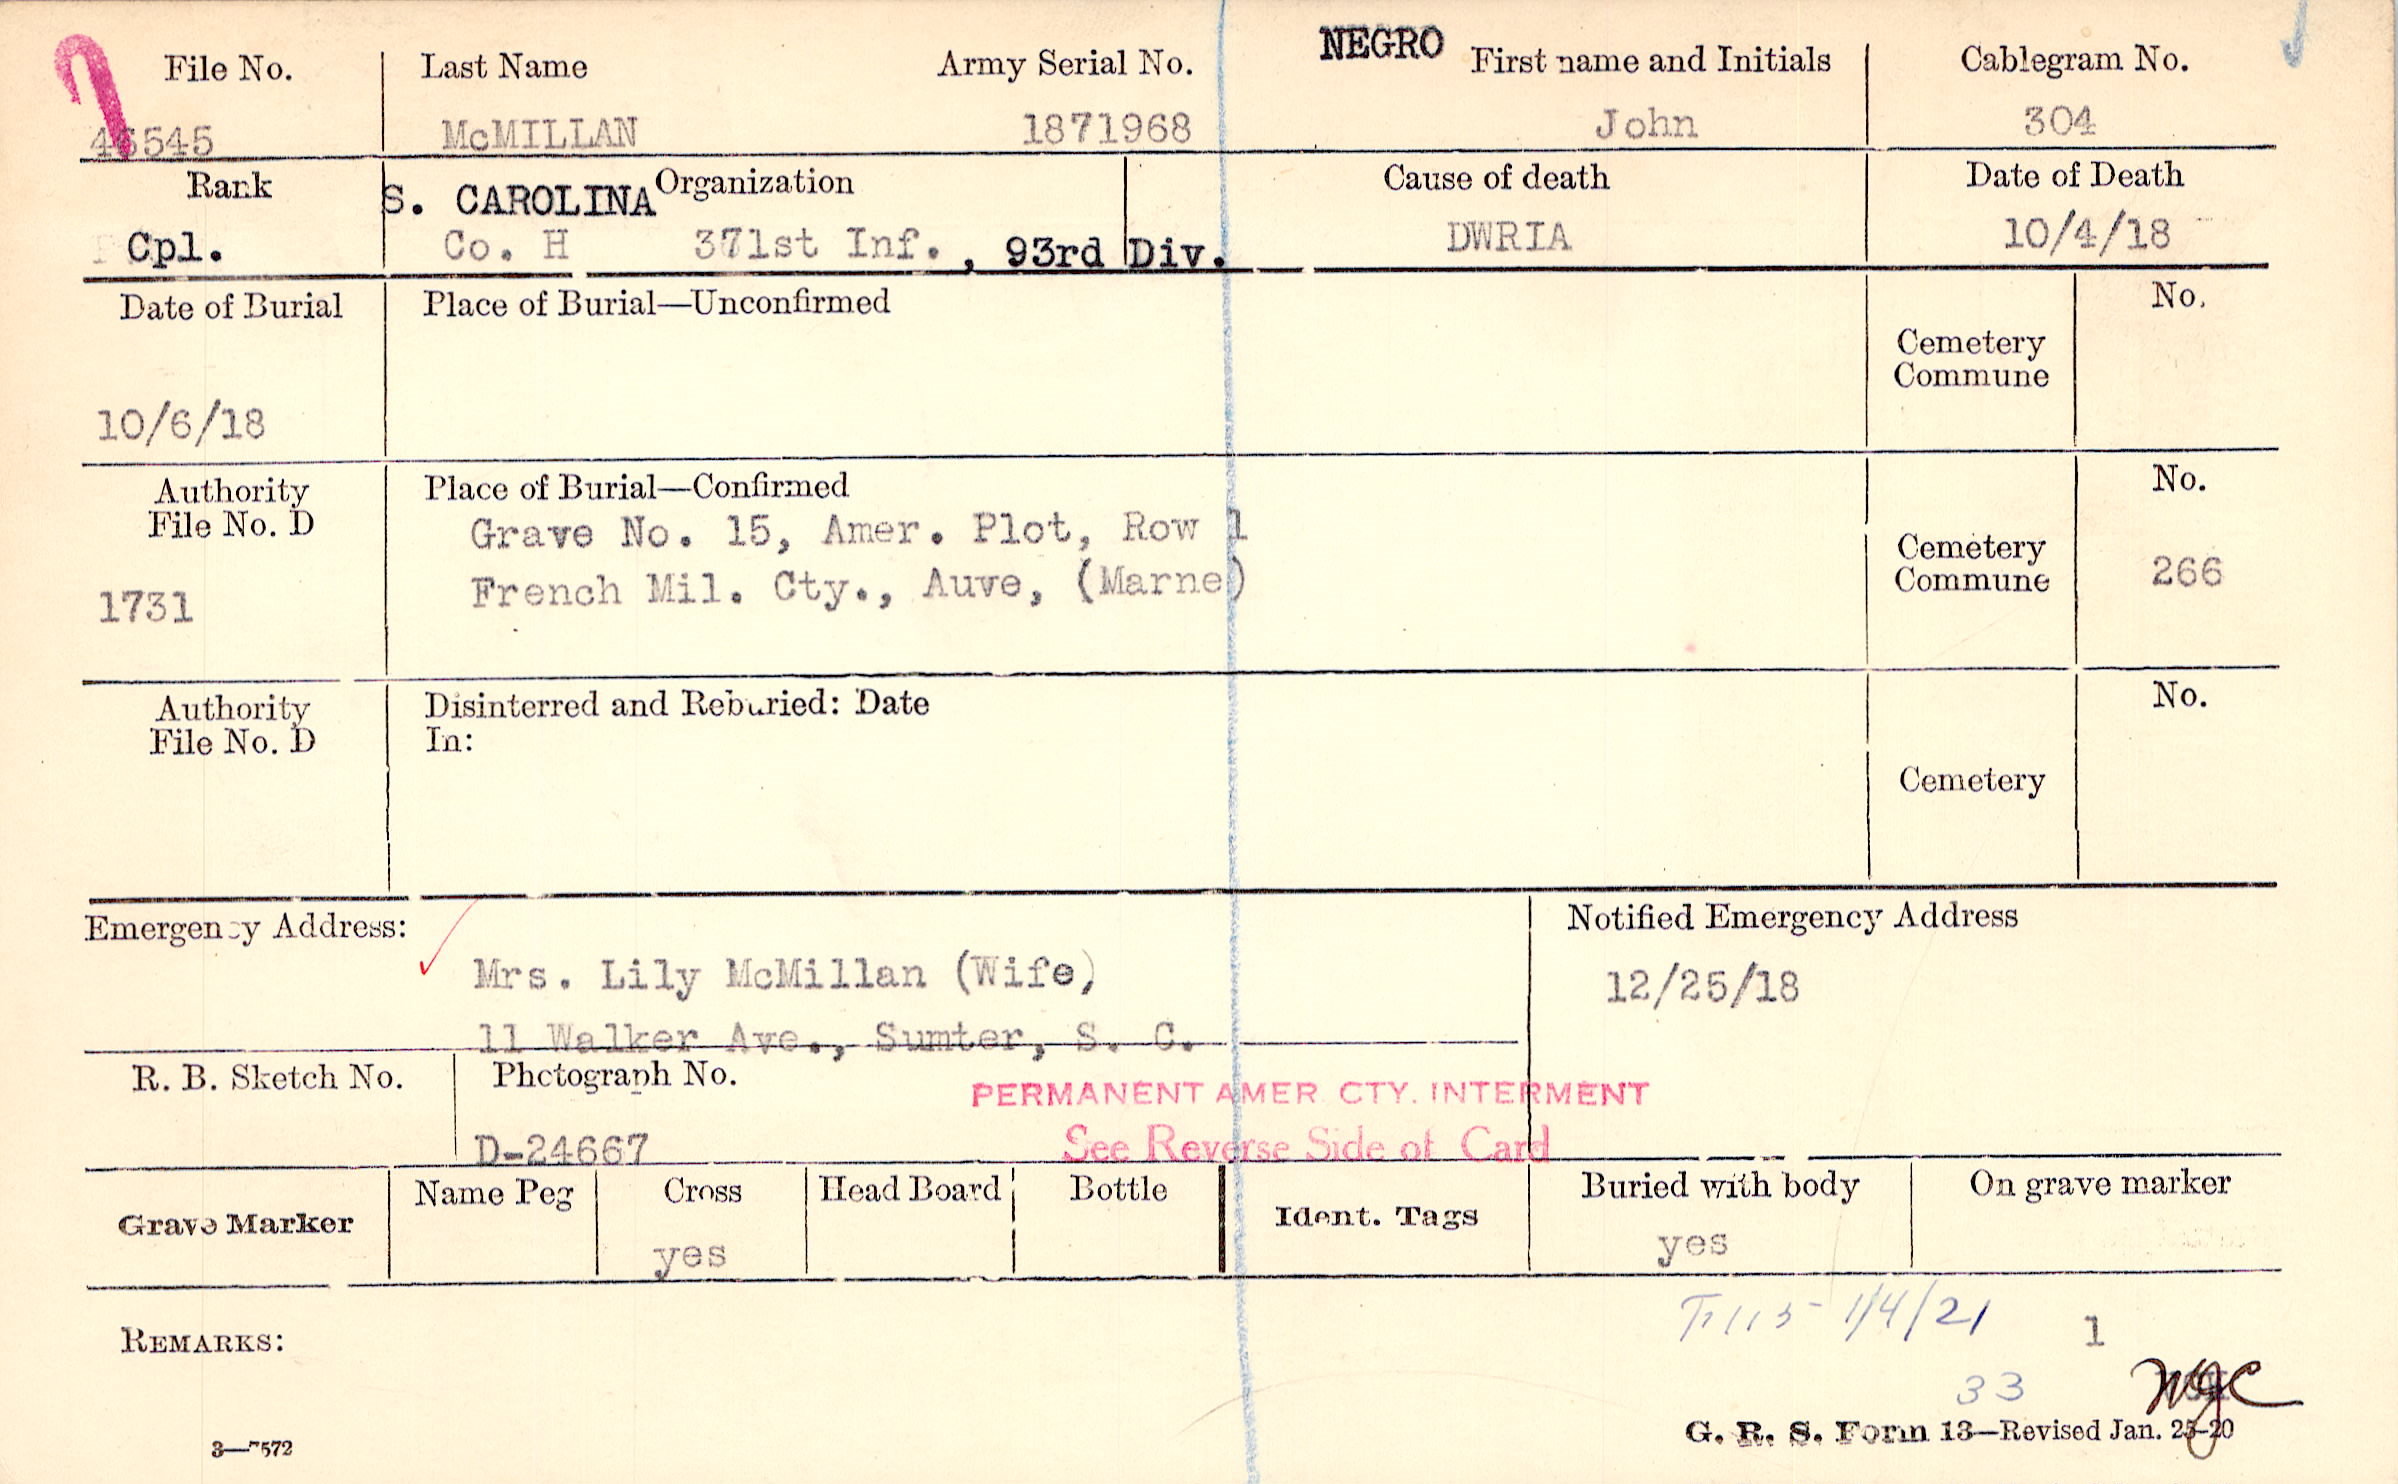 File No. Last Name Army Serial No. NEGRO First name and Initials Cablegram No.
46545 McMILLAN 1871968 John 304
Rank S. CAROLINA Organization Cause of death Date of Death
Cpl. Co. H 371st Inf., 93rd Div. DWRIA 10/4/18
Date of Burial Place of Burial—Unconfirmed No.
Cemetery
Commune
10/6/18
Authority Place of Burial—Confirmed No.
File No. D Grave No. 15, Amer. Plot, Row 1 Cemetery
1731 French Mil. Cty., Auve, (Marne) Commune 266
Authority Disinterred and Reburied: Date No.
File No. D In:
Cemetery
Emergency Address: Notified Emergency Address
Mrs. Lily McMillan (Wife) 12/25/18
11 Walker Ave., Sumter, S. C.
R. B. Sketch No. Photograph No. PERMANENT AMER CTY. INTERMENT
D-24667 See Reverse Side of Card
Grave Marker Name Peg Cross Head Board Bottle Ident. Tags Buried with body On grave marker
yes yes
1/4/21 1
REMARKS:
33
G. R. S. Form 13—Revised Jan. 25-20
3—7572